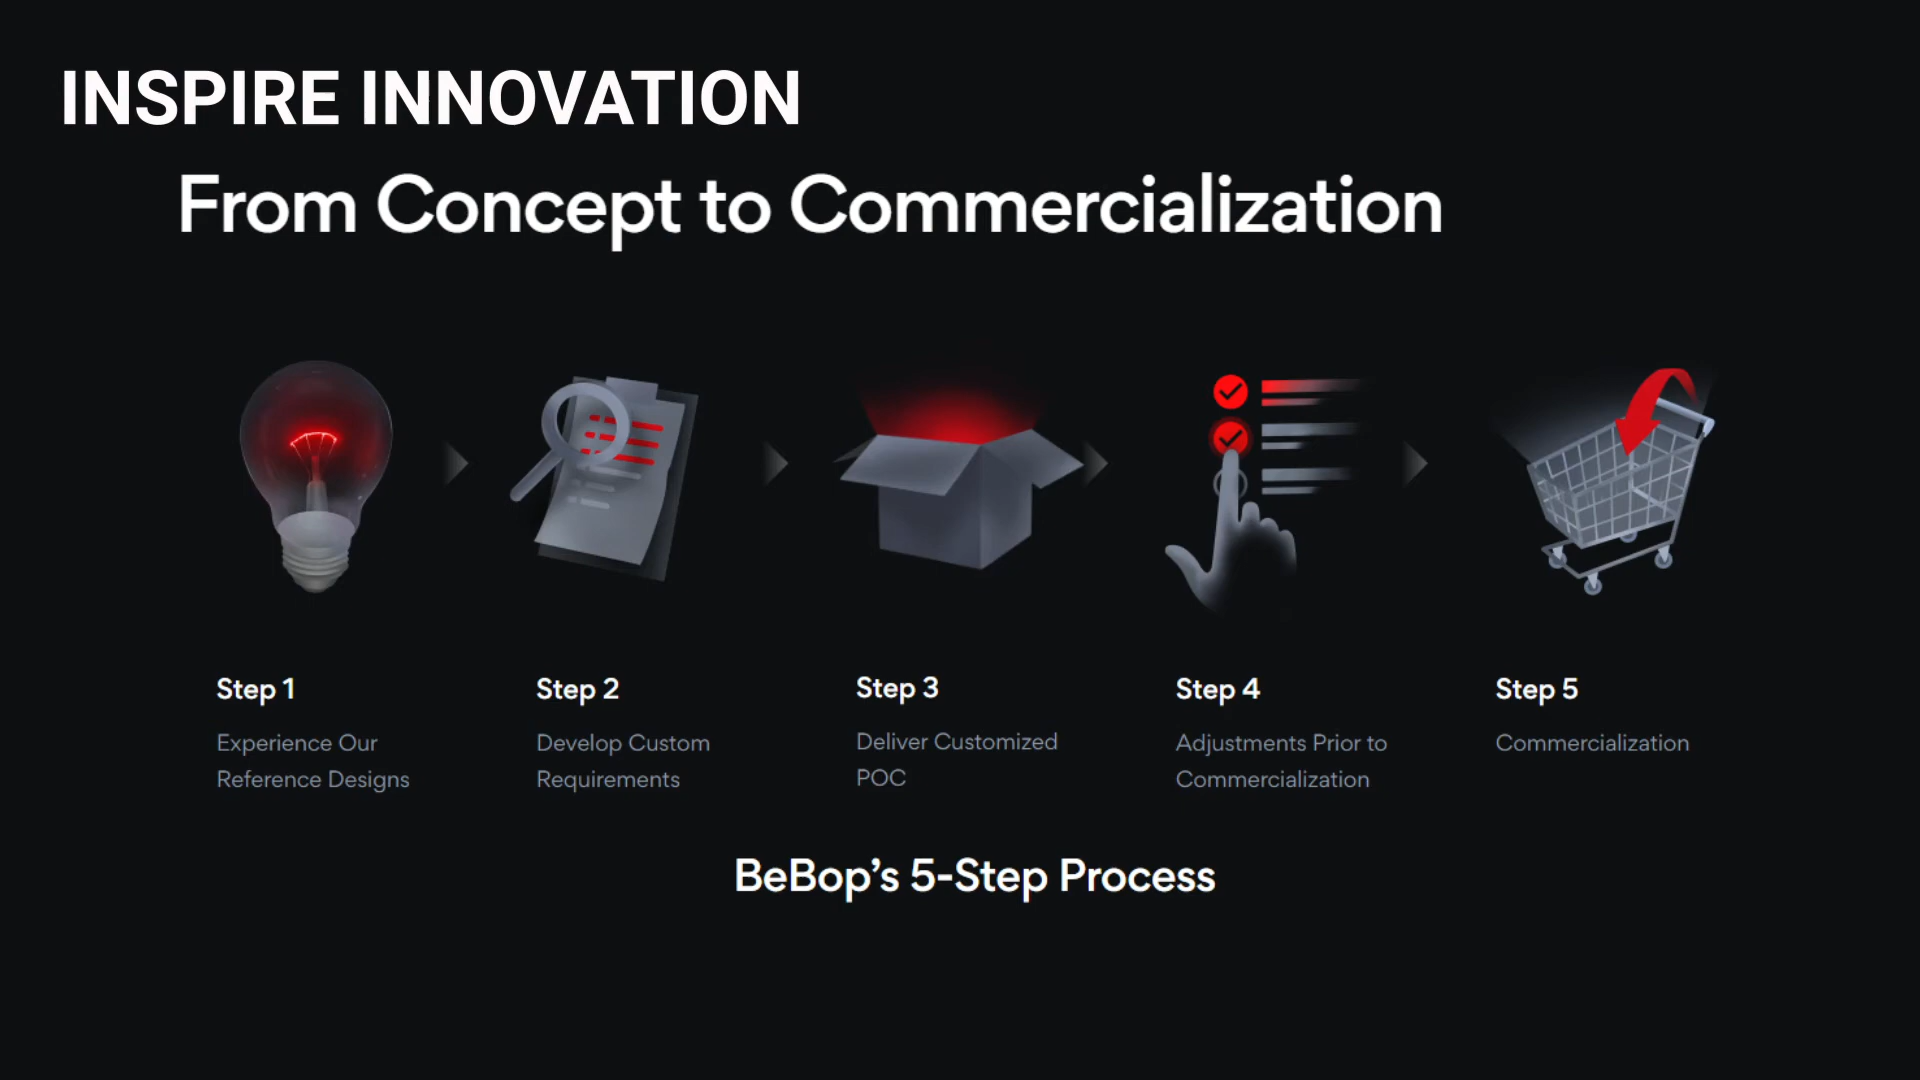 INSPIRE INNOVATION
From Concept to Commercialization
Step 1
Experience Our
Reference Designs
Step 2
Develop Custom
Requirements
Step 3
Deliver Customized
POC
Step 4
Adjustments Prior to
Commercialization
Step 5
Commercialization
BeBop’s 5-Step Process